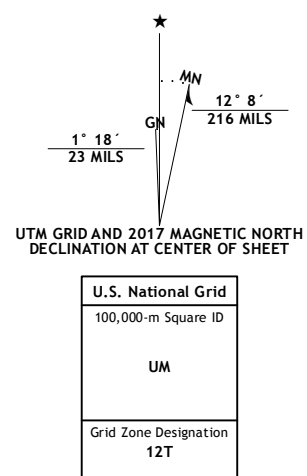 ★
MN
GN
12° 8´
216 MILS
1° 18´
23 MILS
UTM GRID AND 2017 MAGNETIC NORTH
DECLINATION AT CENTER OF SHEET
U.S. National Grid
100,000-m Square ID
UM
Grid Zone Designation
12T